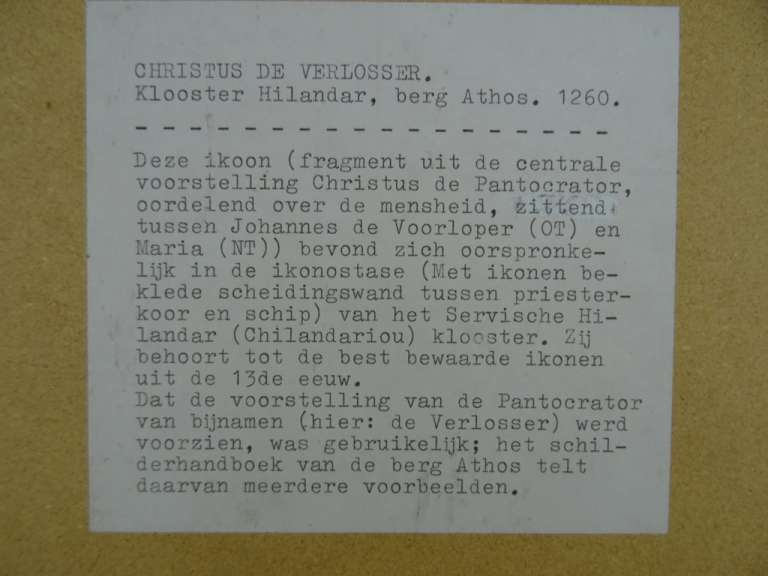 CHRISTUS DE VERLOSSER.
Klooster Hilandar, berg Athos. 1260.
- - - - - - - - - - - - - - - - - -
Deze ikoon (fragment uit de centrale
voorstelling Christus de Pantocrator,
oordelend over de mensheid, zittend
tussen Johannes de Voorloper (OT) en
Maria (NT)) bevond zich oorspronke-
lijk in de ikonostase (Met ikonen be-
klede scheidingswand tussen priester-
koor en schip) van het Servische Hi-
landar (Chilandariou) klooster. Zij
behoort tot de best bewaarde ikonen
uit de 13de eeuw.
Dat de voorstelling van de Pantocrator
van bijnamen (hier: de Verlosser) werd
voorzien, was gebruikelijk; het schil-
derhandboek van de berg Athos telt
daarvan meerdere voorbeelden.